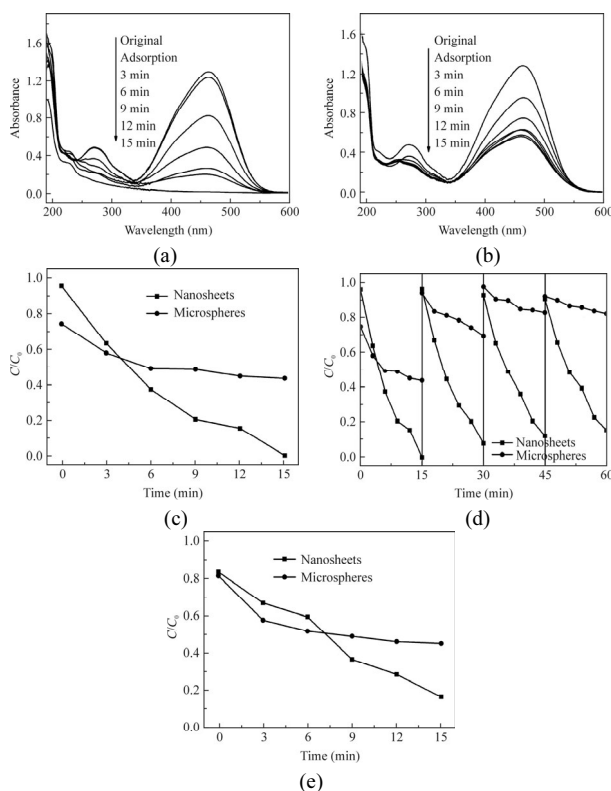 1.6
1.2
0.8
0.4
0.0
Absorbance
Original
Adsorption
3 min
6 min
9 min
12 min
15 min
200 300 400 500 600
Wavelength (nm)
(a)
1.6
1.2
0.8
0.4
0.0
Absorbance
Original
Adsorption
3 min
6 min
9 min
12 min
15 min
200 300 400 500 600
Wavelength (nm)
(b)
1.0
0.8
0.6
0.4
0.2
0.0
C/C0
Nanosheets
Microspheres
0 3 6 9 12 15
Time (min)
(c)
1.0
0.8
0.6
0.4
0.2
0.0
C/C0
Nanosheets
Microspheres
0 15 30 45 60
Time (min)
(d)
1.0
0.8
0.6
0.4
0.2
0.0
C/C0
Nanosheets
Microspheres
0 3 6 9 12 15
Time (min)
(e)